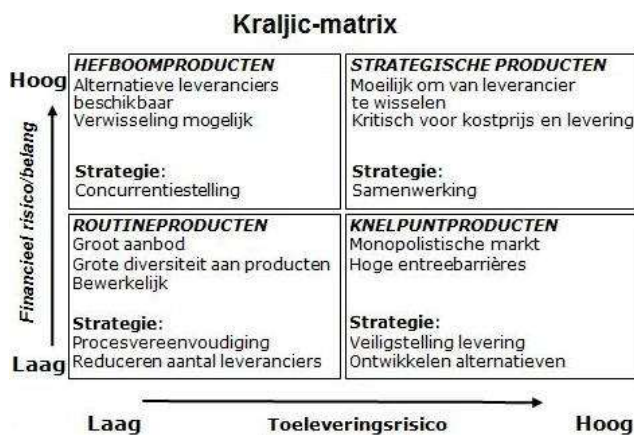 Kraljic-matrix
Hoog
Financieel risico/belang
Laag
HEFBOOMPRODUCTEN
Alternatieve leveranciers
beschikbaar
Verwisseling mogelijk
Strategie:
Concurrentiestelling
STRATEGISCHE PRODUCTEN
Moeilijk om van leverancier
te wisselen
Kritisch voor kostprijs en levering
Strategie:
Samenwerking
ROUTINEPRODUCTEN
Groot aanbod
Grote diversiteit aan producten
Bewerkelijk
Strategie:
Procesvereenvoudiging
Reduceren aantal leveranciers
KNELPUNTPRODUCTEN
Monopolistische markt
Hoge entreebarrières
Strategie:
Veiligstelling levering
Ontwikkelen alternatieven
Laag
Toeleveringsrisico
Hoog